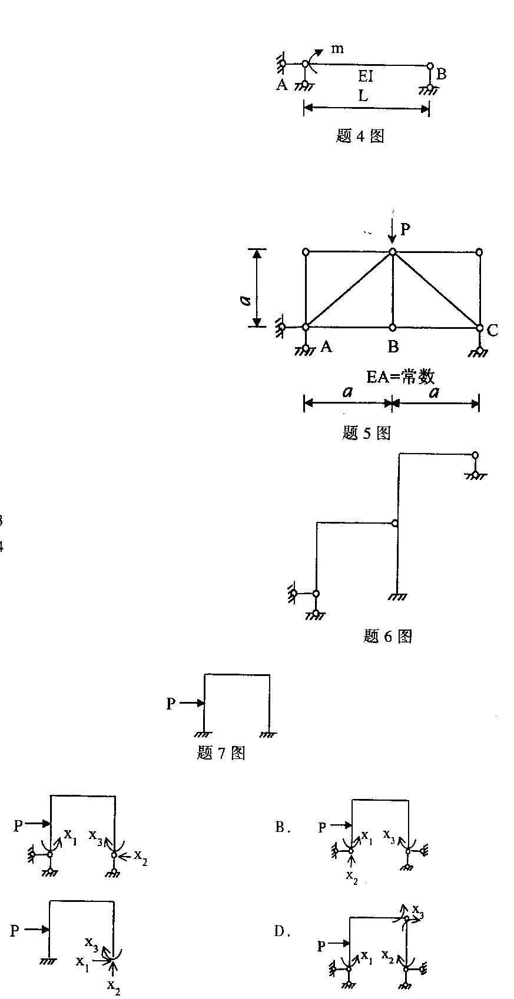 m
EI
A
B
L
题 4 图
P
a
A
B
C
EA=常数
a
a
题 5 图
3
4
题 6 图
P
题 7 图
P
x₁
x₃
x₂
B.
P
x₁
x₃
x₂
P
x₃
x₁
x₂
D.
P
x₃
x₁
x₂